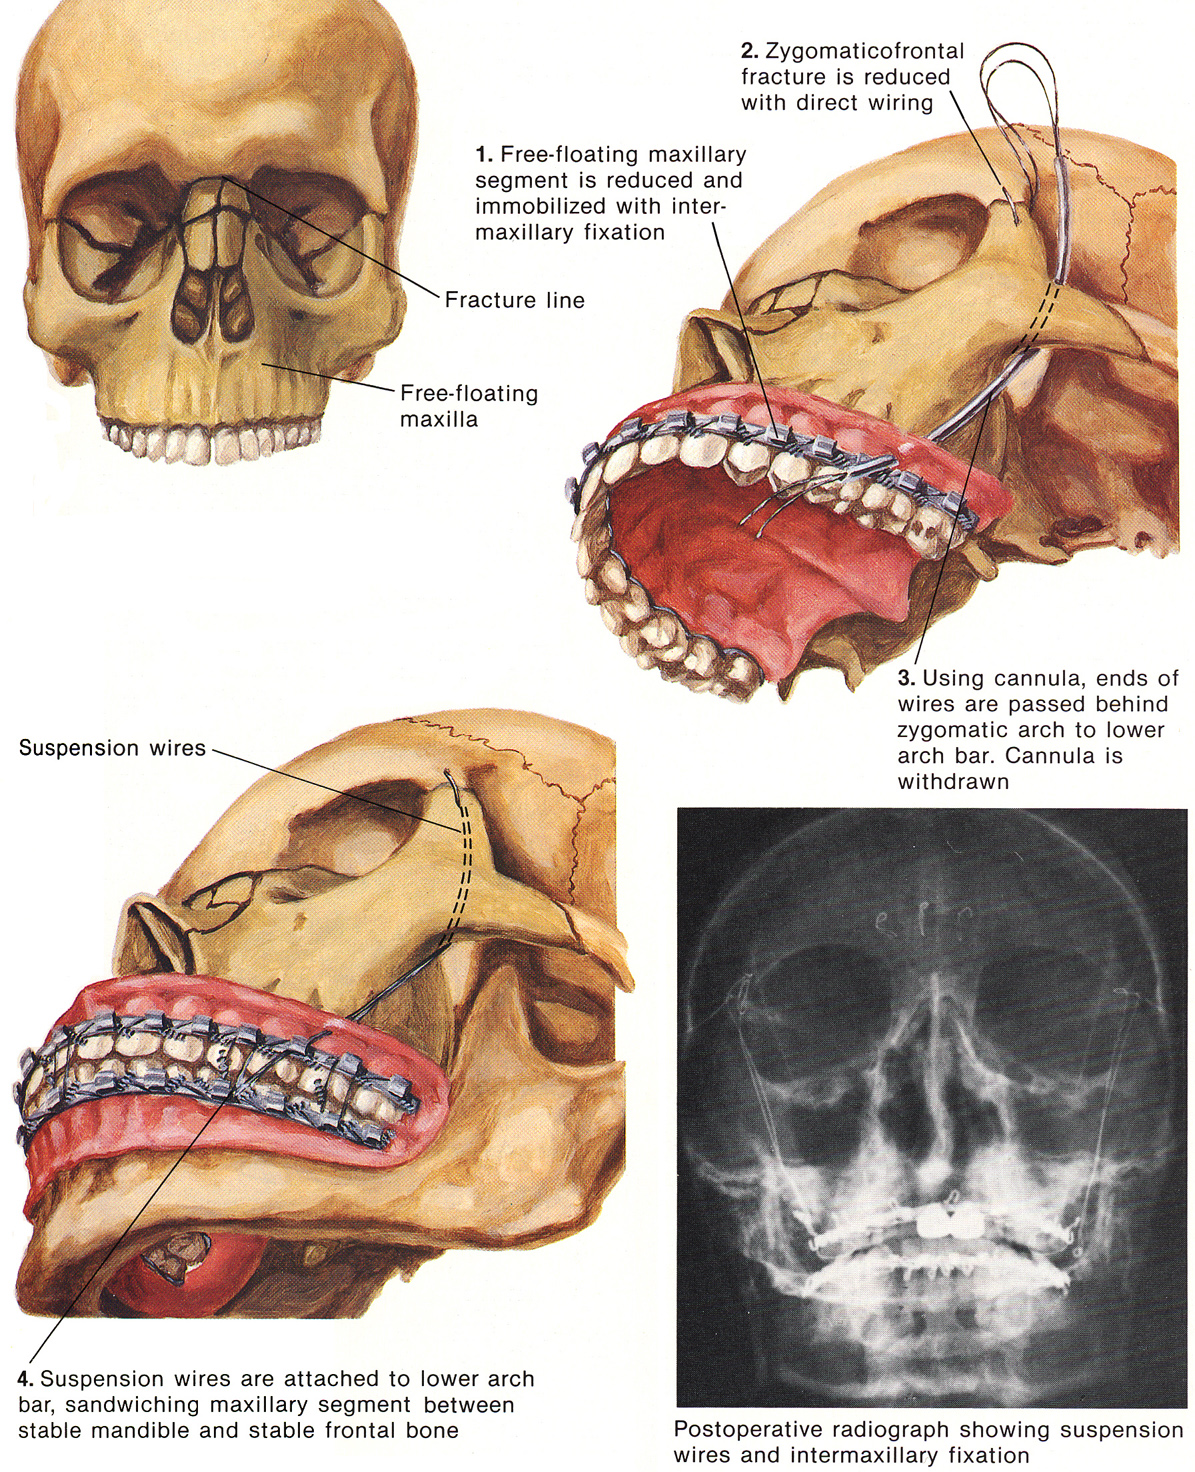 2. Zygomaticofrontal
fracture is reduced
with direct wiring
1. Free-floating maxillary
segment is reduced and
immobilized with inter-
maxillary fixation
Fracture line
Free-floating
maxilla
3. Using cannula, ends of
wires are passed behind
zygomatic arch to lower
arch bar. Cannula is
withdrawn
Suspension wires
4. Suspension wires are attached to lower arch
bar, sandwiching maxillary segment between
stable mandible and stable frontal bone
Postoperative radiograph showing suspension
wires and intermaxillary fixation